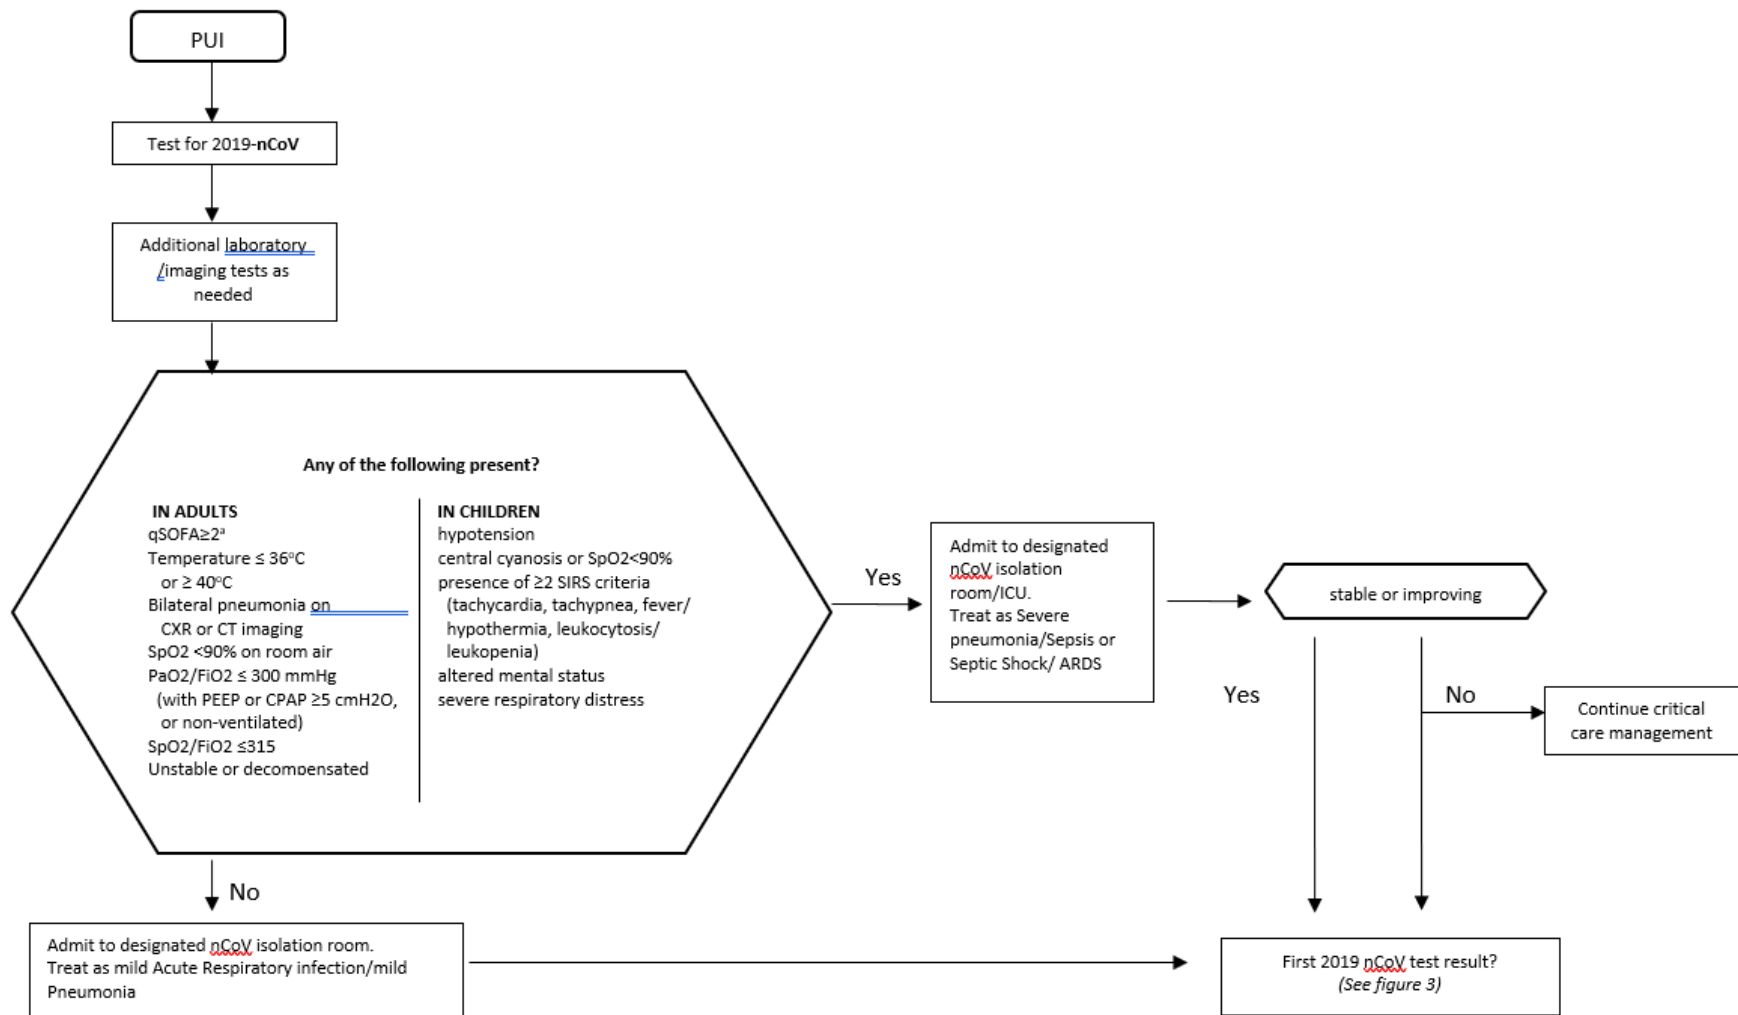 PUI
Test for 2019-nCoV
Additional laboratory
/imaging tests as
needed
Any of the following present?
IN ADULTS
qSOFA≥2ᵃ
Temperature ≤ 36°C
or ≥ 40°C
Bilateral pneumonia on
CXR or CT imaging
SpO2 <90% on room air
PaO2/FiO2 ≤ 300 mmHg
(with PEEP or CPAP ≥5 cmH2O,
or non-ventilated)
SpO2/FiO2 ≤315
Unstable or decompensated
IN CHILDREN
hypotension
central cyanosis or SpO2<90%
presence of ≥2 SIRS criteria
(tachycardia, tachypnea, fever/
hypothermia, leukocytosis/
leukopenia)
altered mental status
severe respiratory distress
Yes
Admit to designated
nCoV isolation
room/ICU.
Treat as Severe
pneumonia/Sepsis or
Septic Shock/ ARDS
stable or improving
Yes
No
Continue critical
care management
No
Admit to designated nCoV isolation room.
Treat as mild Acute Respiratory infection/mild
Pneumonia
First 2019 nCoV test result?
(See figure 3)